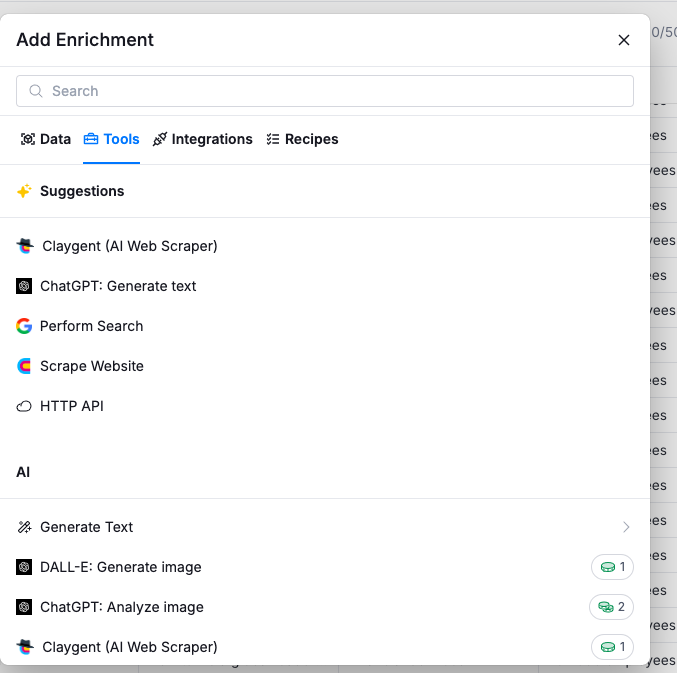 Add Enrichment
Search
Data Tools Integrations Recipes
Suggestions
Claygent (AI Web Scraper)
ChatGPT: Generate text
Perform Search
Scrape Website
HTTP API
AI
Generate Text
DALL-E: Generate image 1
ChatGPT: Analyze image 2
Claygent (AI Web Scraper) 1